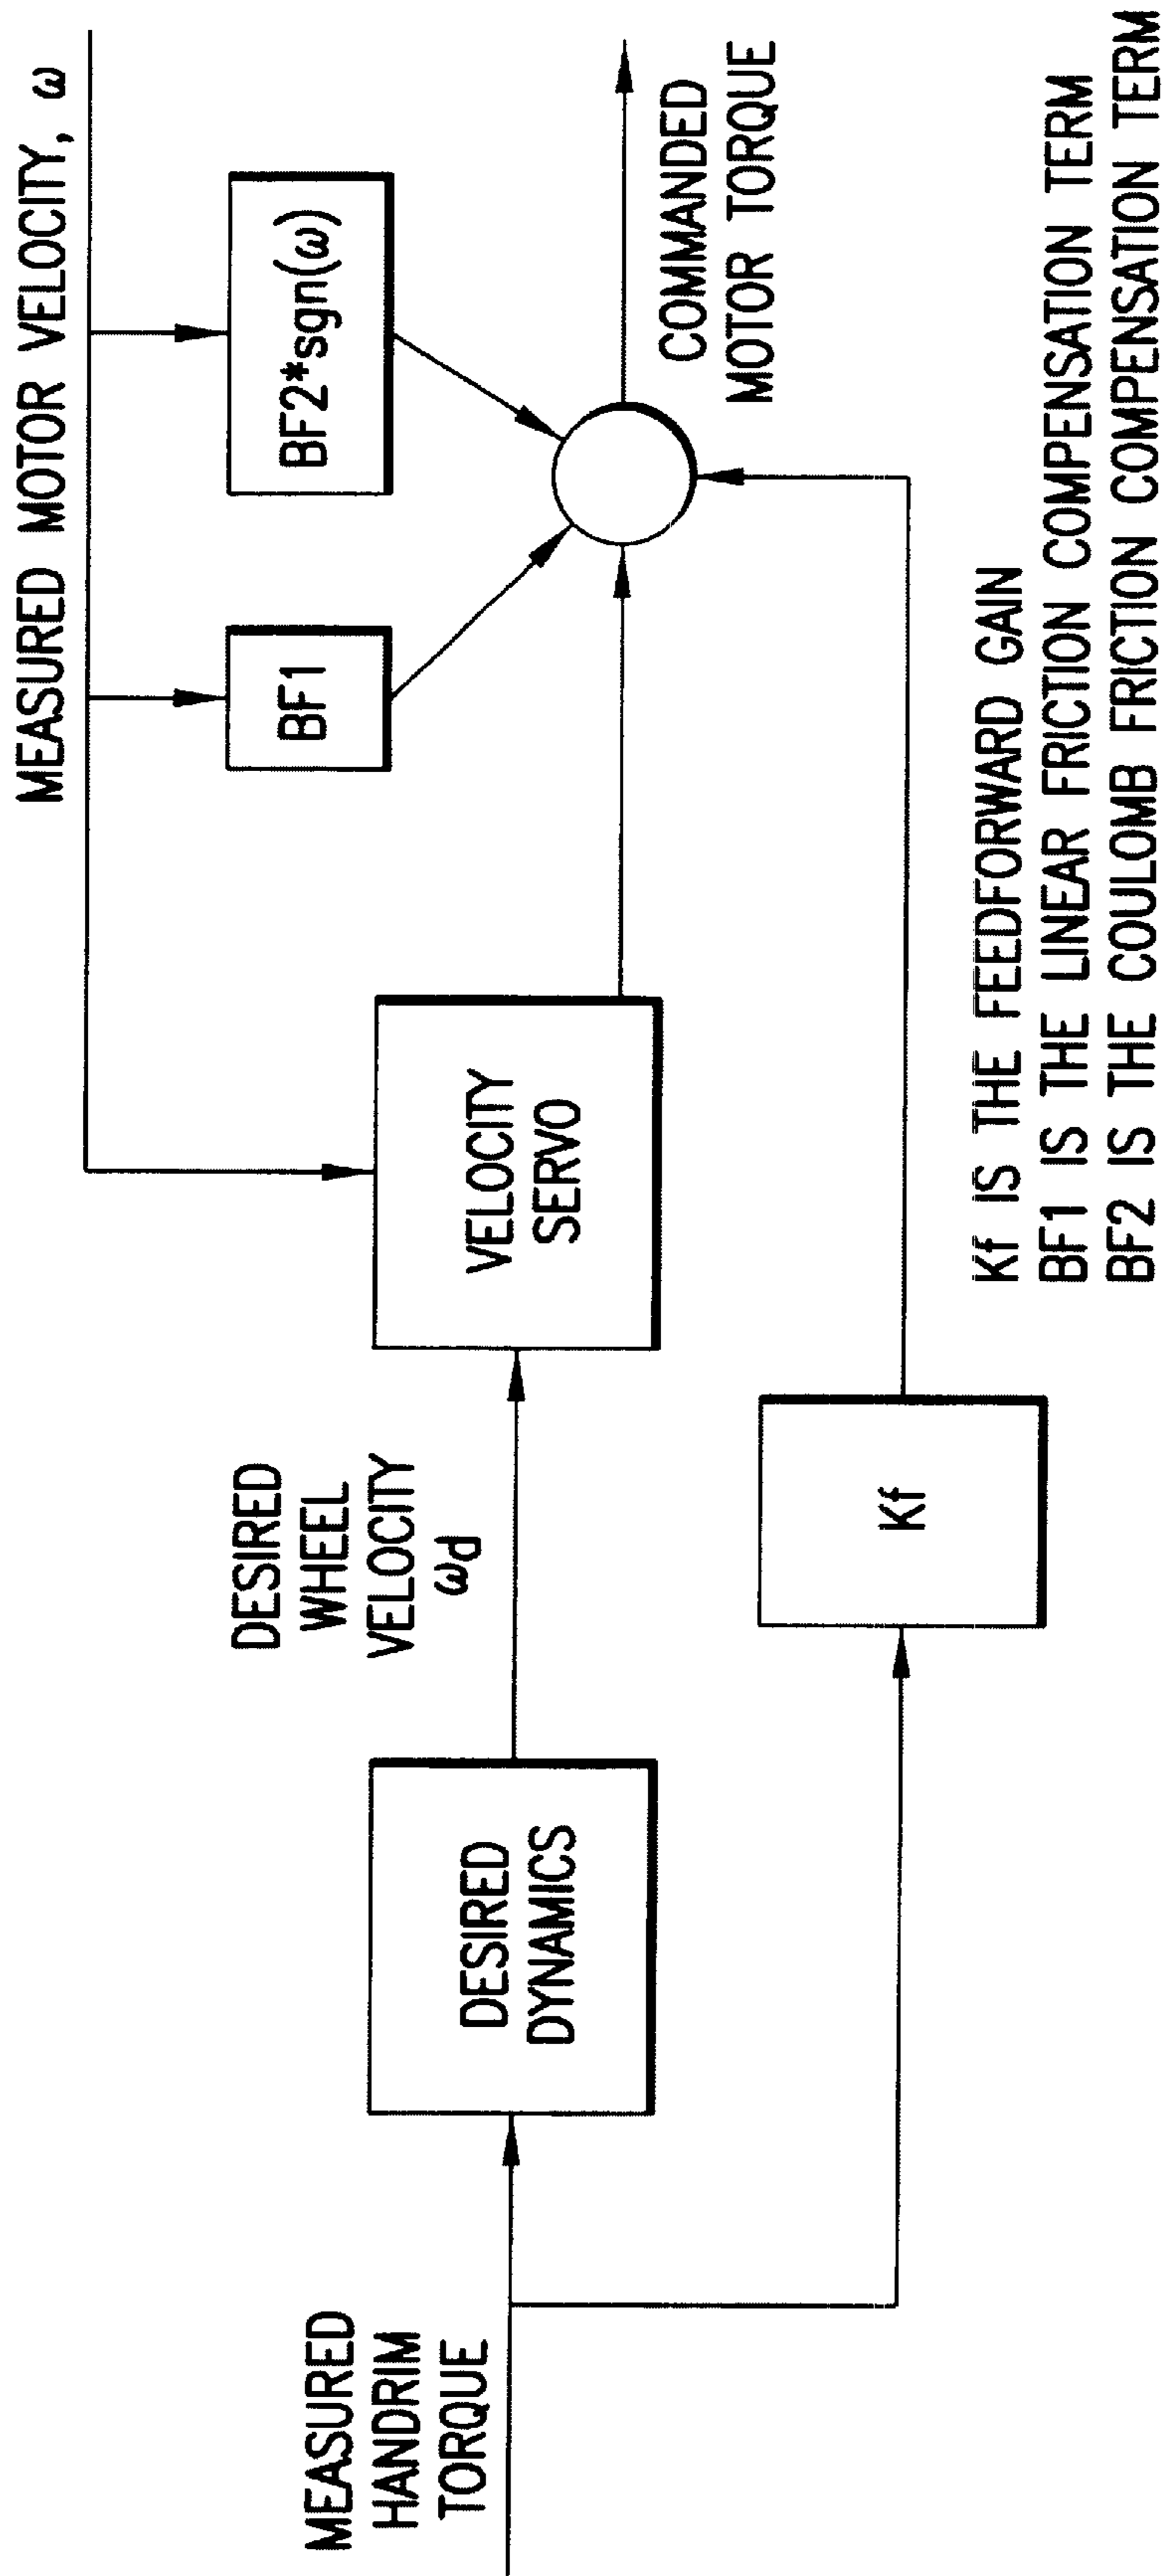 MEASURED MOTOR VELOCITY, ω
BF1
BF2*sgn(ω)
DESIRED
WHEEL
VELOCITY
ωd
MEASURED
HANDRIM
TORQUE
DESIRED
DYNAMICS
VELOCITY
SERVO
COMMANDED
MOTOR TORQUE
Kf
Kf IS THE FEEDFORWARD GAIN
BF1 IS THE LINEAR FRICTION COMPENSATION TERM
BF2 IS THE COULOMB FRICTION COMPENSATION TERM